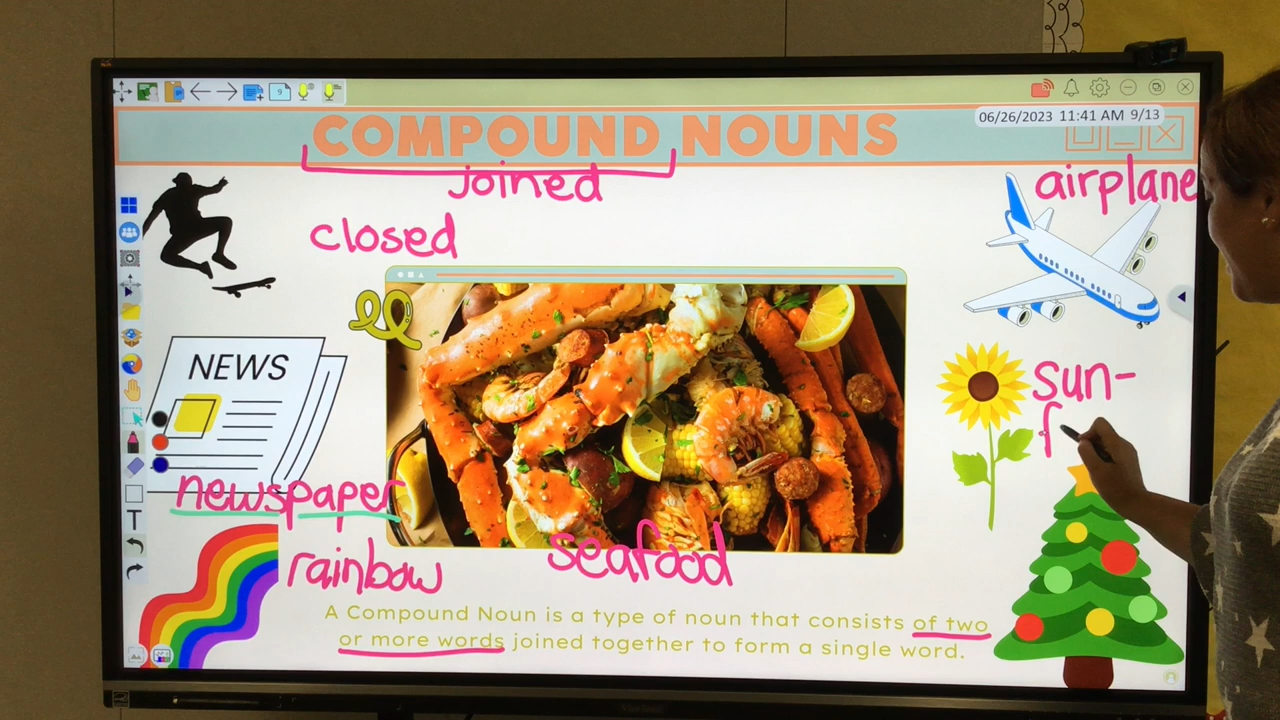 9
06/26/2023 11:41 AM 9/13
COMPOUND NOUNS
joined
closed
airplane
NEWS
sun-
f
newspaper
rainbow
seafood
A Compound Noun is a type of noun that consists of two
or more words joined together to form a single word.
T